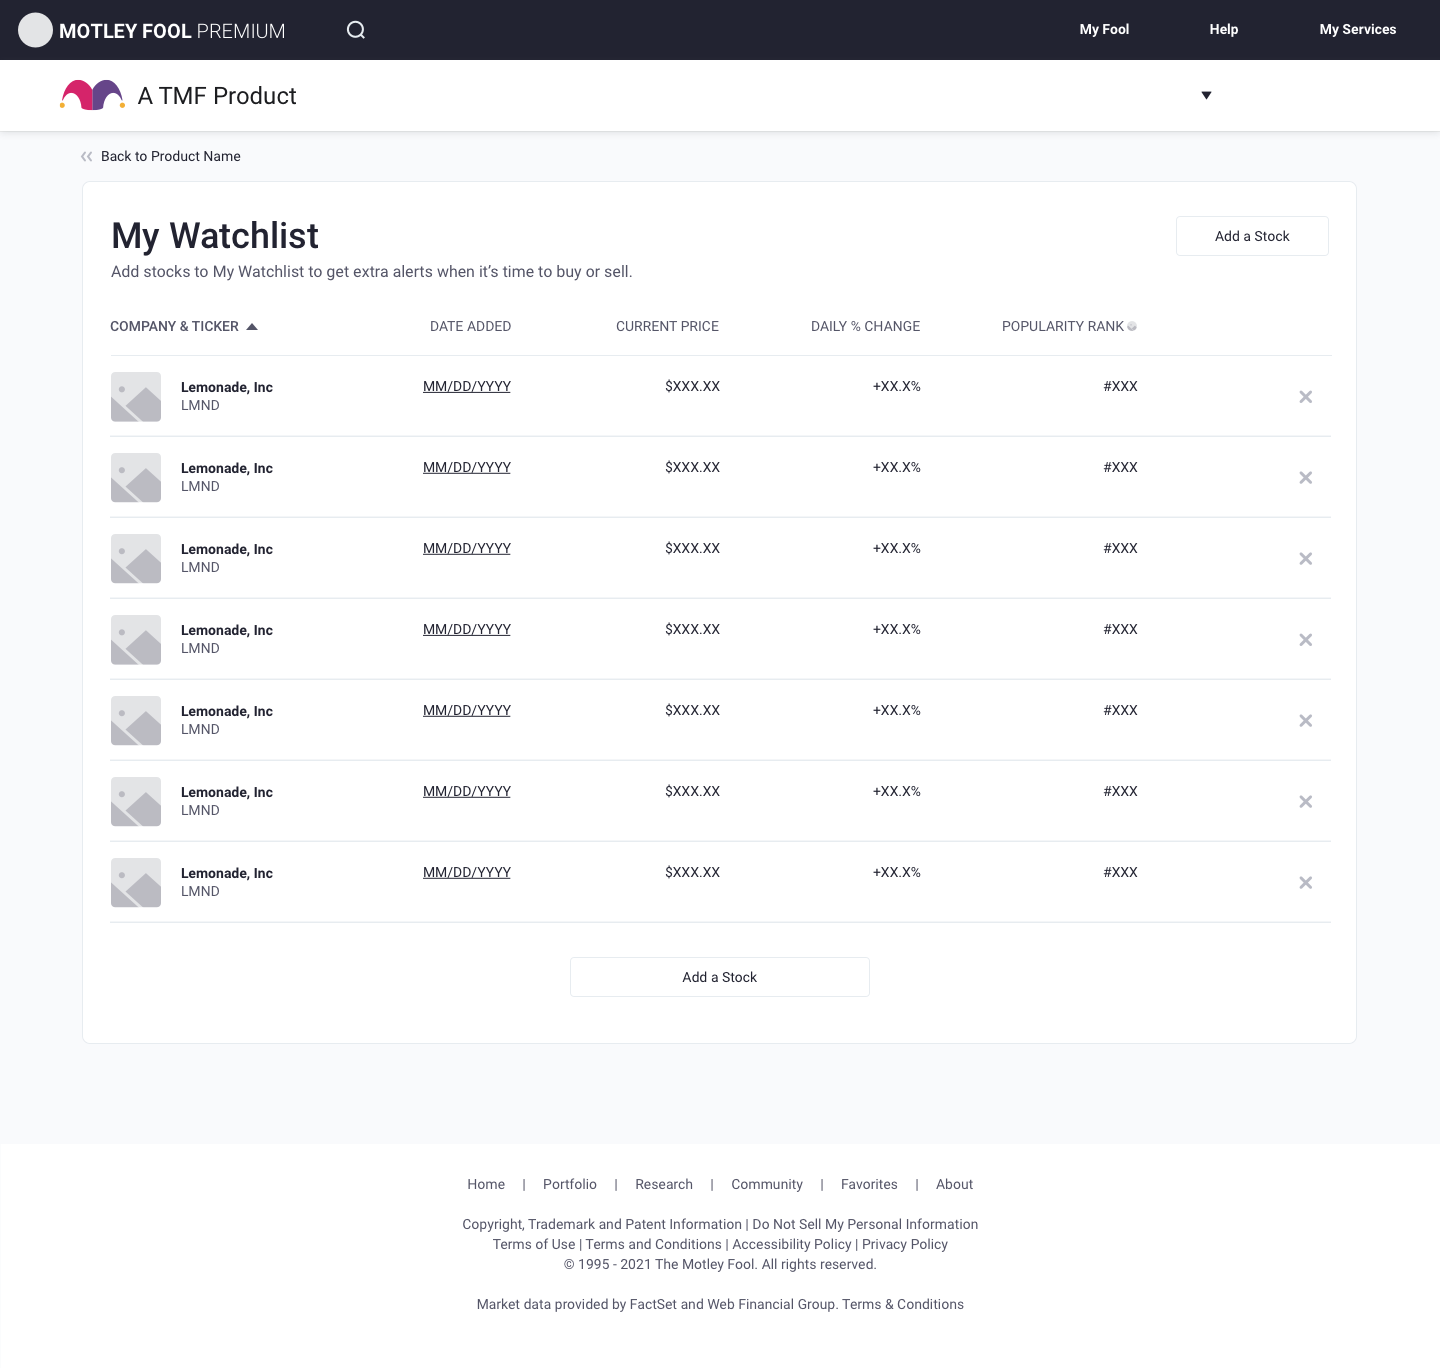 MOTLEY FOOL PREMIUM
My Fool
Help
My Services
A TMF Product
Back to Product Name
My Watchlist
Add a Stock
Add stocks to My Watchlist to get extra alerts when it’s time to buy or sell.
COMPANY & TICKER DATE ADDED CURRENT PRICE DAILY % CHANGE POPULARITY RANK
Lemonade, Inc MM/DD/YYYY $XXX.XX +XX.X% #XXX
LMND
Lemonade, Inc MM/DD/YYYY $XXX.XX +XX.X% #XXX
LMND
Lemonade, Inc MM/DD/YYYY $XXX.XX +XX.X% #XXX
LMND
Lemonade, Inc MM/DD/YYYY $XXX.XX +XX.X% #XXX
LMND
Lemonade, Inc MM/DD/YYYY $XXX.XX +XX.X% #XXX
LMND
Lemonade, Inc MM/DD/YYYY $XXX.XX +XX.X% #XXX
LMND
Lemonade, Inc MM/DD/YYYY $XXX.XX +XX.X% #XXX
LMND
Add a Stock
Home | Portfolio | Research | Community | Favorites | About
Copyright, Trademark and Patent Information | Do Not Sell My Personal Information
Terms of Use | Terms and Conditions | Accessibility Policy | Privacy Policy
© 1995 - 2021 The Motley Fool. All rights reserved.
Market data provided by FactSet and Web Financial Group. Terms & Conditions